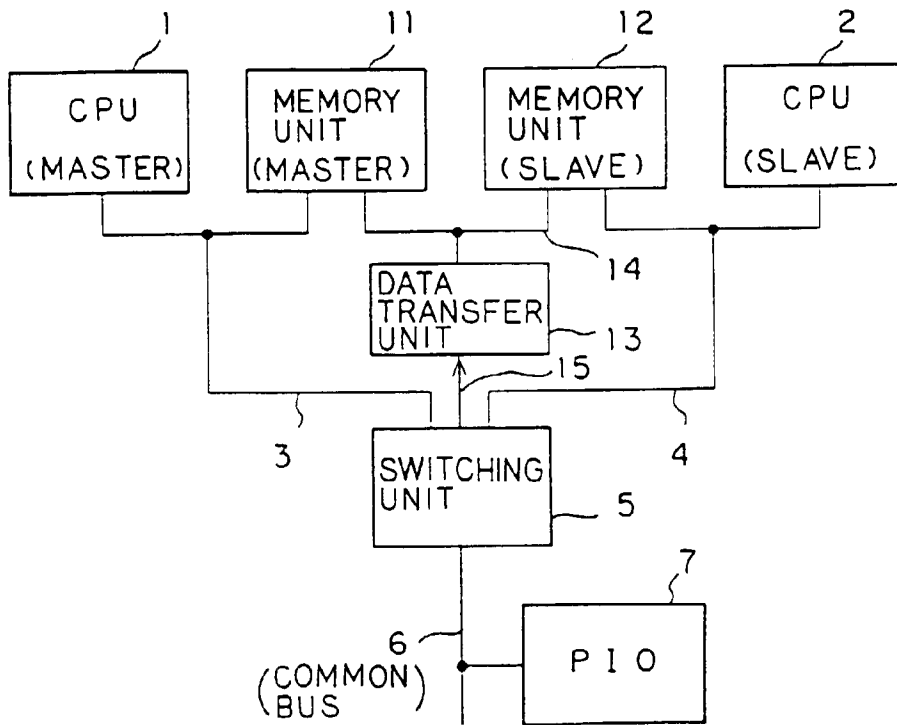 1
11
12
2
CPU
(MASTER)
MEMORY
UNIT
(MASTER)
MEMORY
UNIT
(SLAVE)
CPU
(SLAVE)
14
DATA
TRANSFER
UNIT
13
15
3
4
SWITCHING
UNIT
5
7
6
(COMMON
BUS)
PIO